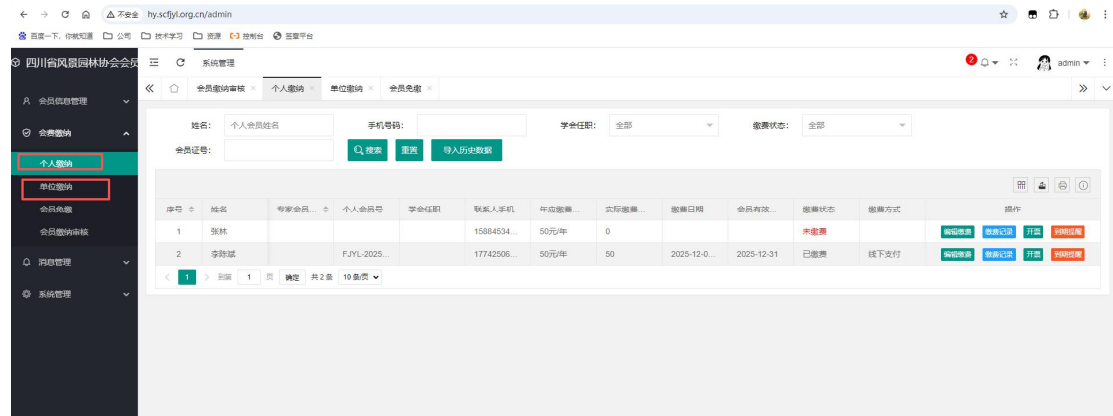 不安全 hy.scfjyl.org.cn/admin
百度一下，你就知道 公司 技术学习 资源 控制台 签章平台
四川省风景园林协会会员 系统管理 2 admin
会员缴纳审核 个人缴纳 单位缴纳 会员免缴
会员信息管理
会费缴纳
个人缴纳
单位缴纳
会员免缴
会员缴纳审核
消息管理
系统管理
姓名： 个人会员姓名 手机号码： 学会任职： 全部 缴费状态： 全部
会员证号： 搜索 重置 导入历史数据
序号 姓名 专家会员... 个人会员号 学会任职 联系人手机 年应缴费... 实际缴费... 缴费日期 会员有效... 缴费状态 缴费方式 操作
1 张林 15884534... 50元/年 0 未缴费 编辑缴费 缴费记录 开票 到期提醒
2 李 斌 FJYL-2025... 17742506... 50元/年 50 2025-12-0... 2025-12-31 已缴费 线下支付 编辑缴费 缴费记录 开票 到期提醒
1 到第 1 页 确定 共2条 10条/页